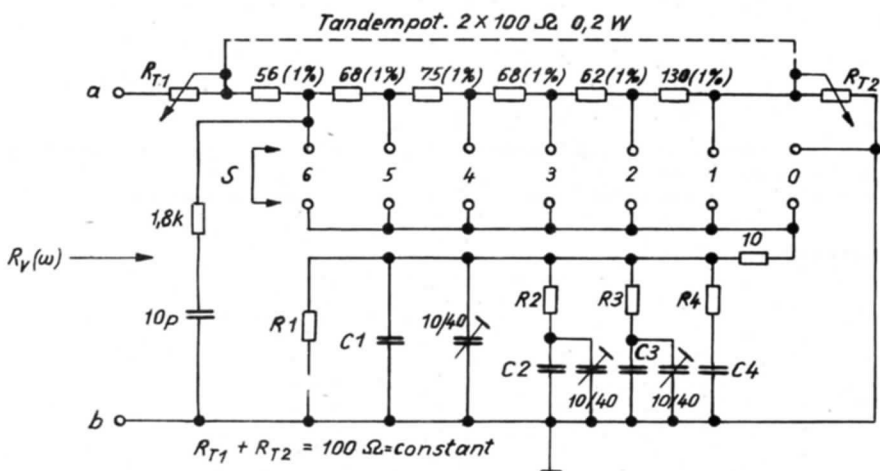 Tandempot. 2 × 100 Ω 0,2 W
R_T1 56 (1%) 68 (1%) 75 (1%) 68 (1%) 62 (1%) 130 (1%) R_T2
a
S 6 5 4 3 2 1 0
1,8k
10
R_V(ω)
R2 R3 R4
10p R1 C1 10/40
C2 C3 C4
10/40 10/40
b
R_T1 + R_T2 = 100 Ω=constant